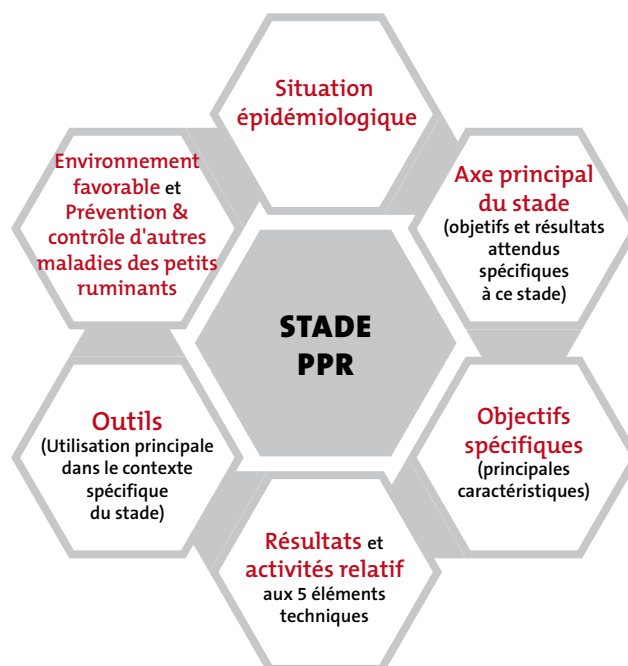 Situation
épidémiologique
Axe principal
du stade
(objetifs et résultats
attendus
spécifiques
à ce stade)
Objectifs
spécifiques
(principales
caractéristiques)
Résultats et
activités relatif
aux 5 éléments
techniques
Outils
(Utilisation principale
dans le contexte
spécifique
du stade)
Environnement
favorable et
Prévention &
contrôle d'autres
maladies des petits
ruminants
STADE
PPR